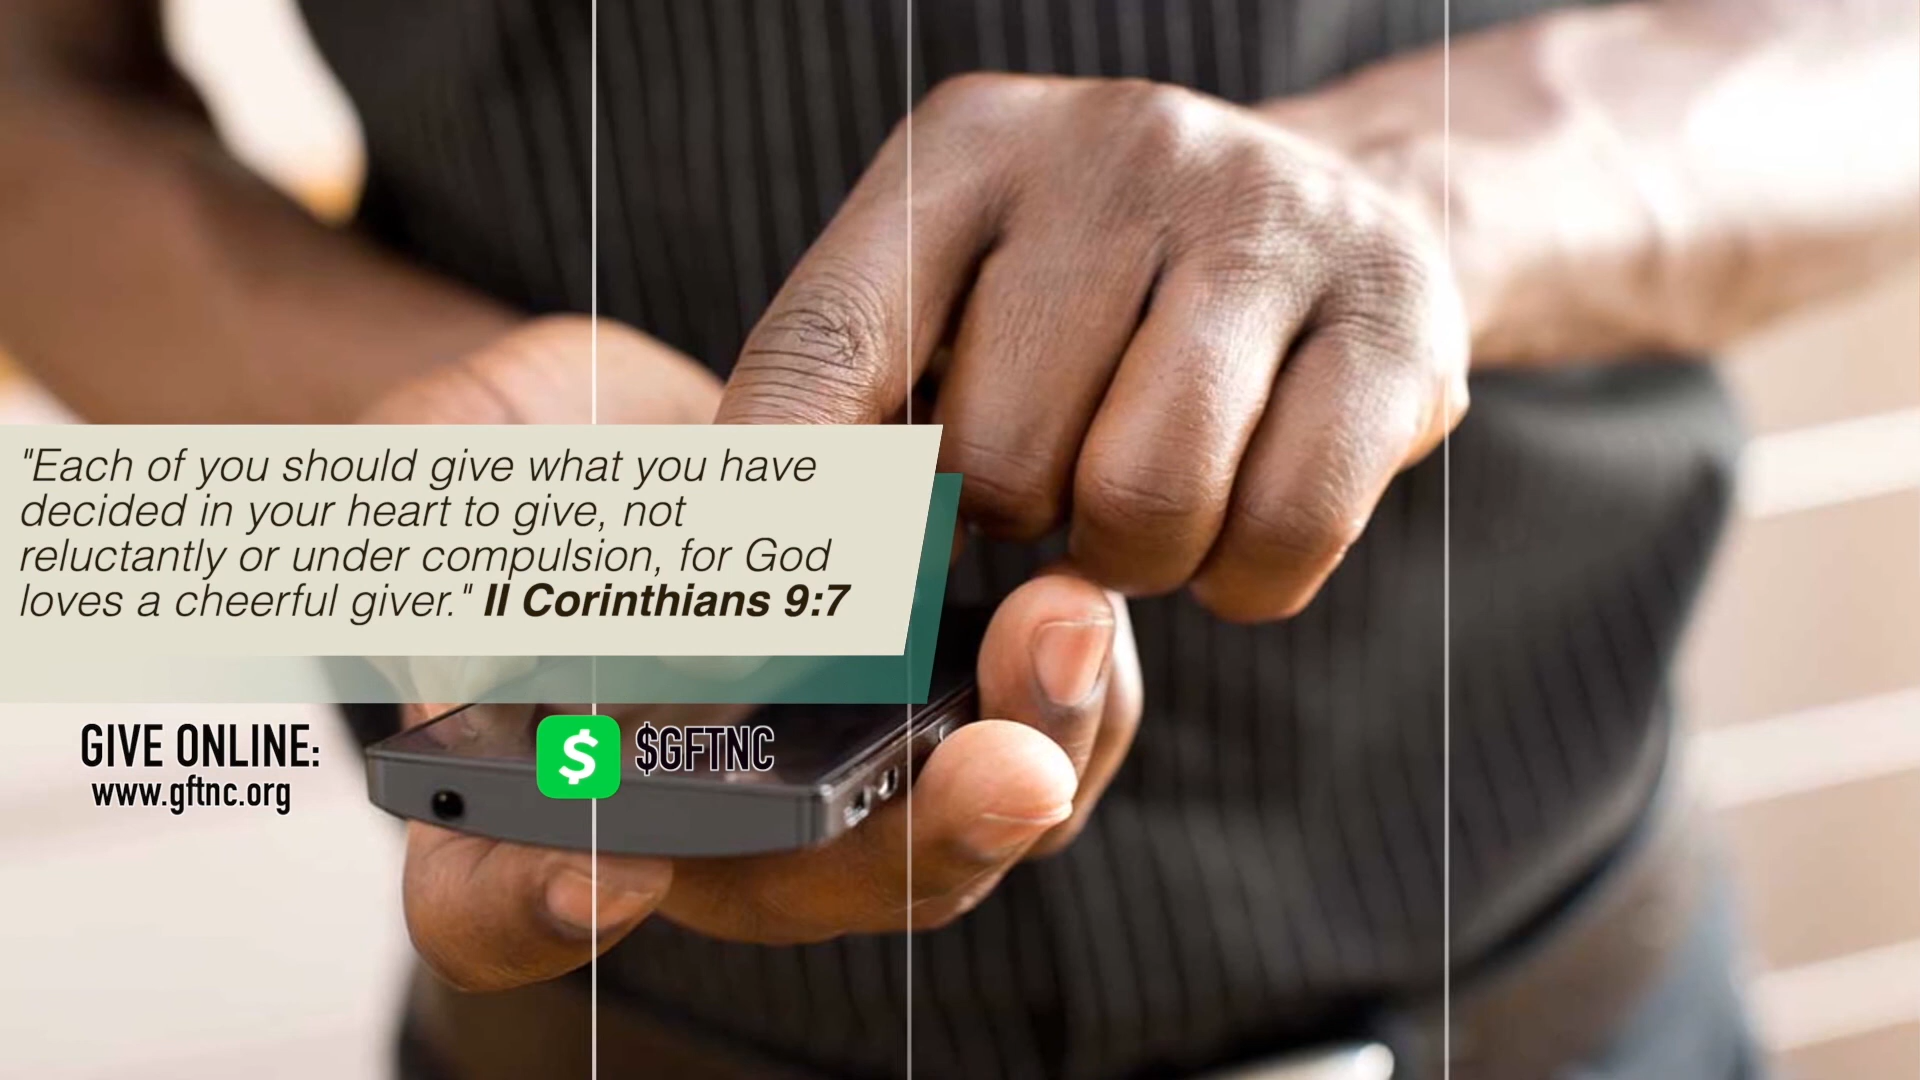 "Each of you should give what you have
decided in your heart to give, not
reluctantly or under compulsion, for God
loves a cheerful giver." II Corinthians 9:7
GIVE ONLINE:
www.gftnc.org
$
$GFTNC